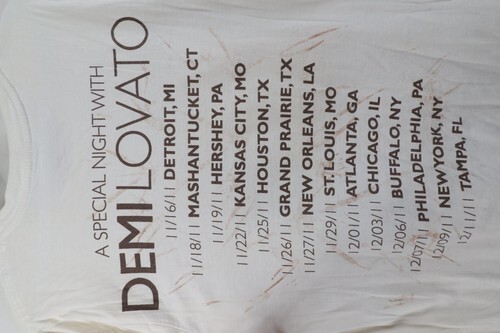 A SPECIAL NIGHT WITH
DEMI LOVATO
11/16/11 DETROIT, MI
11/18/11 MASHANTUCKET, CT
11/19/11 HERSHEY, PA
11/22/11 KANSAS CITY, MO
11/25/11 HOUSTON, TX
11/26/11 GRAND PRAIRIE, TX
11/27/11 NEW ORLEANS, LA
11/29/11 ST LOUIS, MO
12/01/11 ATLANTA, GA
12/03/11 CHICAGO, IL
12/06/11 BUFFALO, NY
12/07/11 PHILADELPHIA, PA
12/09/11 NEW YORK, NY
12/11/11 TAMPA, FL